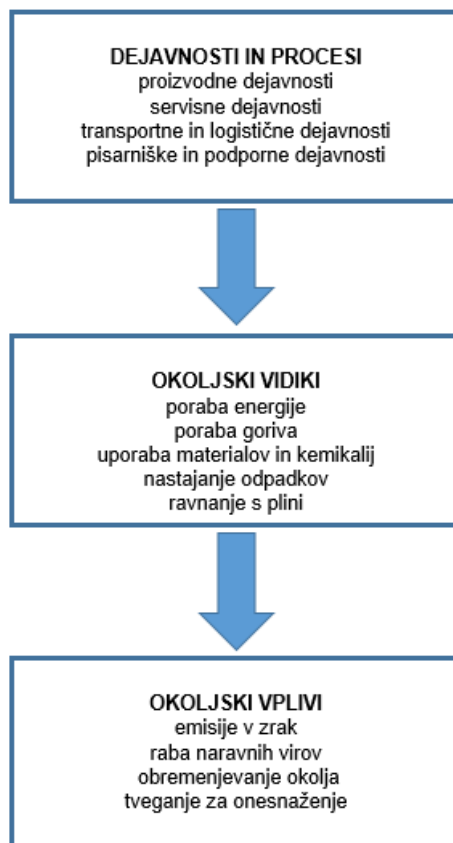 DEJAVNOSTI IN PROCESI
proizvodne dejavnosti
servisne dejavnosti
transportne in logistične dejavnosti
pisarniške in podporne dejavnosti
OKOLJSKI VIDIKI
poraba energije
poraba goriva
uporaba materialov in kemikalij
nastajanje odpadkov
ravnanje s plini
OKOLJSKI VPLIVI
emisije v zrak
raba naravnih virov
obremenjevanje okolja
tveganje za onesnaženje